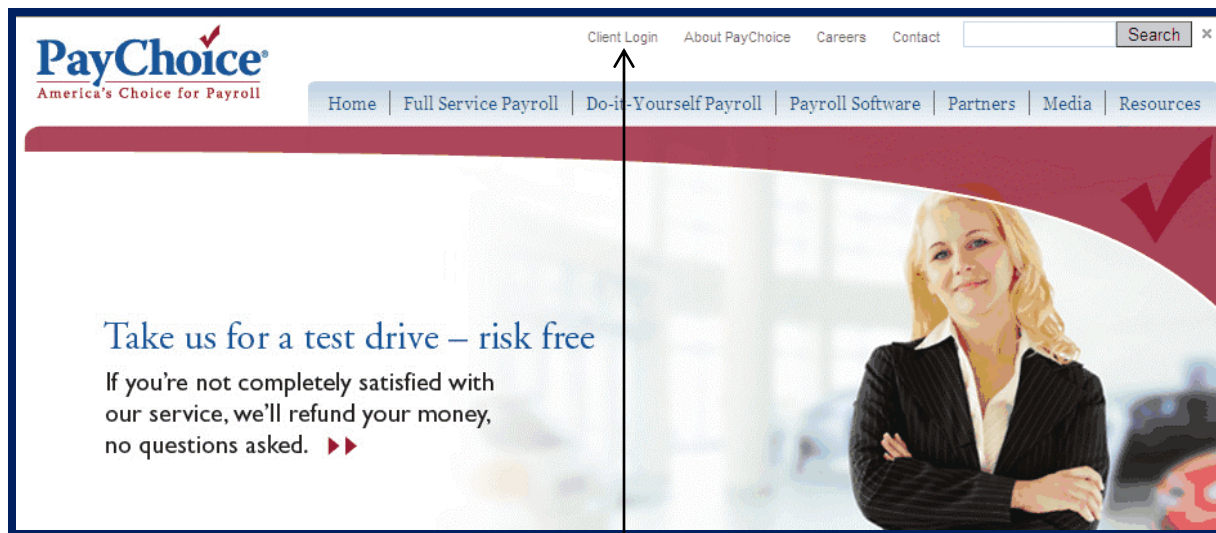 Client Login About PayChoice Careers Contact Search ×
PayChoice®
America's Choice for Payroll
Home Full Service Payroll Do-it-Yourself Payroll Payroll Software Partners Media Resources
Take us for a test drive – risk free
If you're not completely satisfied with
our service, we'll refund your money,
no questions asked.